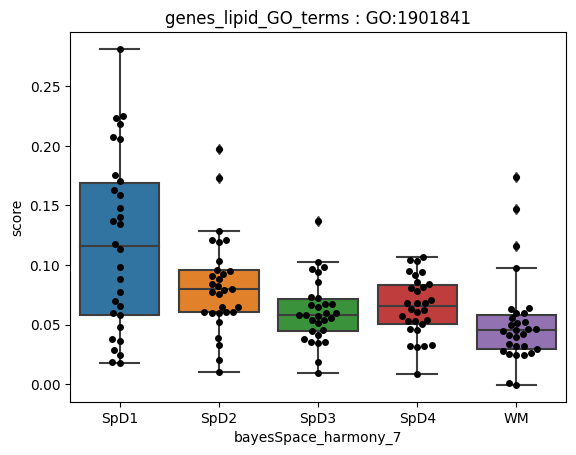 genes_lipid_GO_terms : GO:1901841
score
0.25
0.20
0.15
0.10
0.05
0.00
SpD1 SpD2 SpD3 SpD4 WM
bayesSpace_harmony_7